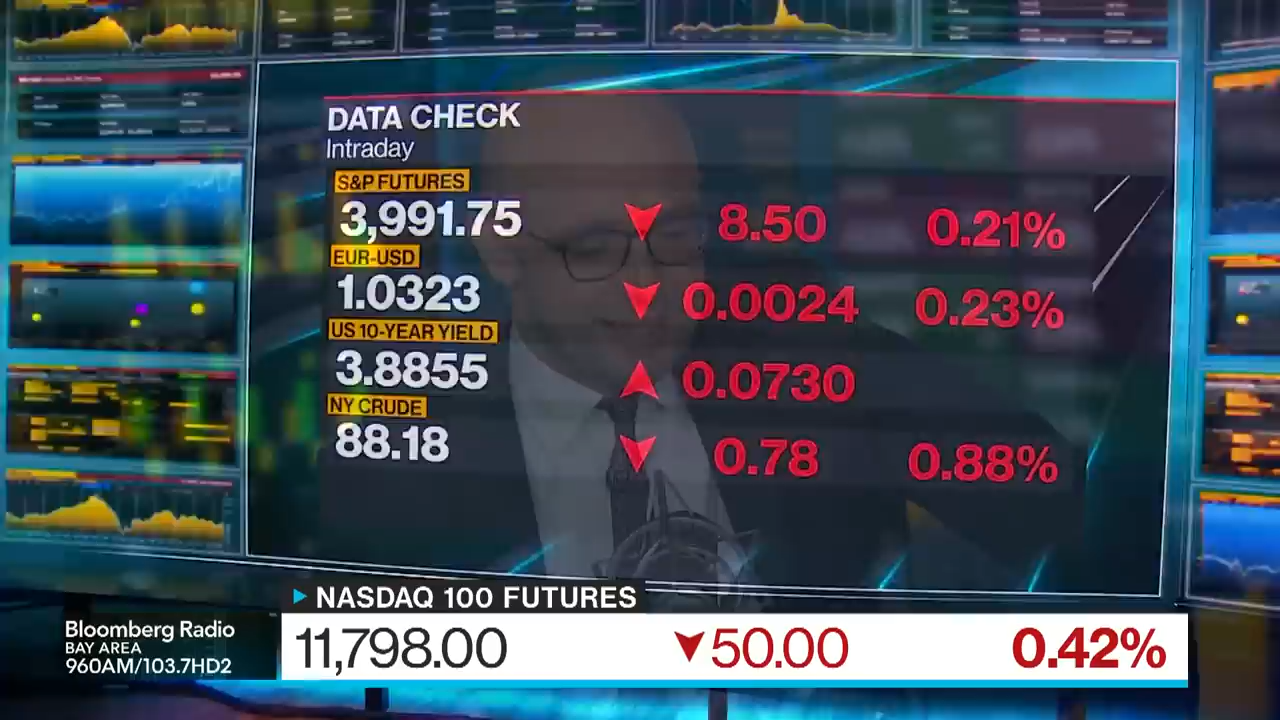 DATA CHECK
Intraday
S&P FUTURES
3,991.75 ▼ 8.50 0.21%
EUR-USD
1.0323 ▼ 0.0024 0.23%
US 10-YEAR YIELD
3.8855 ▲ 0.0730
NY CRUDE
88.18 ▼ 0.78 0.88%
NASDAQ 100 FUTURES
11,798.00 ▼50.00 0.42%
Bloomberg Radio
BAY AREA
960AM/103.7HD2